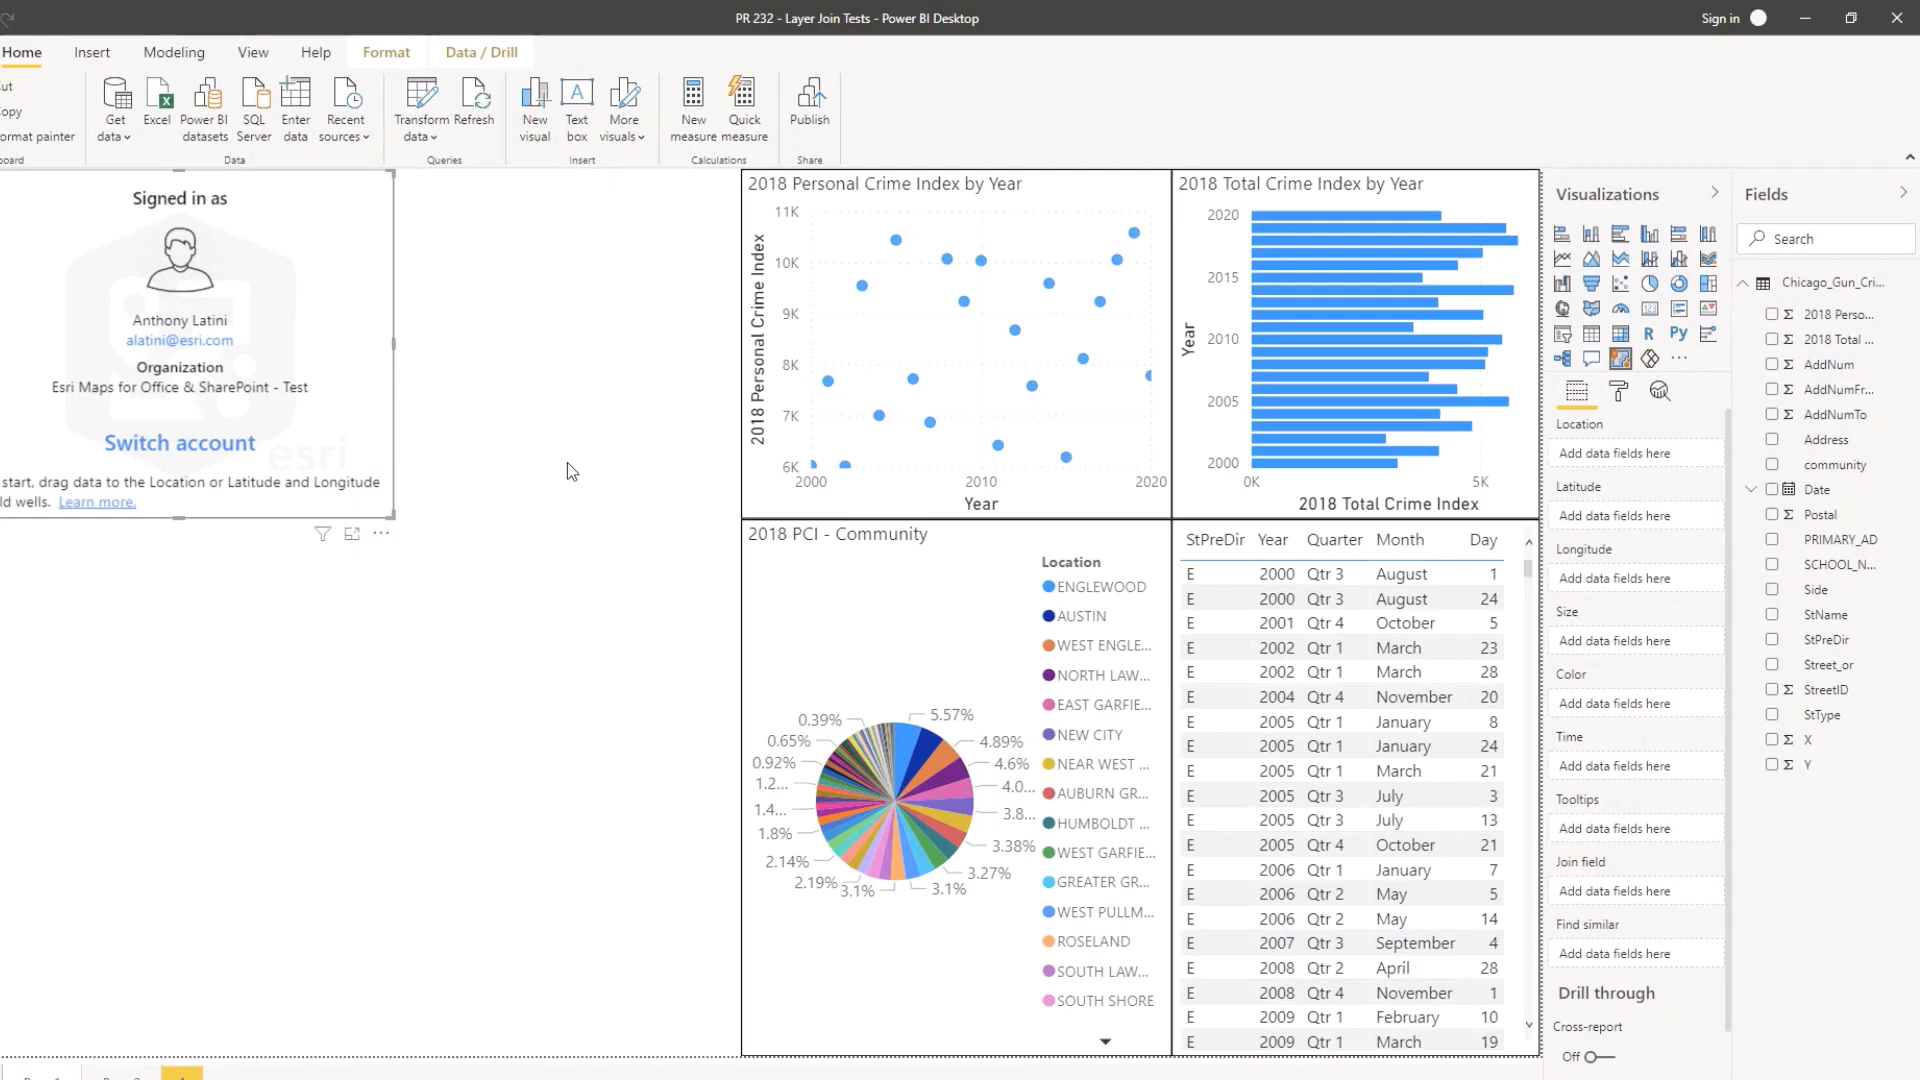 PR 232 - Layer Join Tests - Power BI Desktop
Sign in
Home Insert Modeling View Help Format Data / Drill
ut
opy
ormat painter
oard
Get data
Excel
Power BI datasets
SQL Server
Enter data
Recent sources
Data
Transform data
Refresh
Queries
New visual
Text box
More visuals
Insert
New measure
Quick measure
Calculations
Publish
Share
Signed in as
Anthony Latini
alatini@esri.com
Organization
Esri Maps for Office & SharePoint - Test
Switch account
esri
start, drag data to the Location or Latitude and Longitude
ld wells. Learn more.
2018 Personal Crime Index by Year
2018 Personal Crime Index
11K
10K
9K
8K
7K
6K
2000 2010 2020
Year
2018 Total Crime Index by Year
Year
2020
2015
2010
2005
2000
0K 5K
2018 Total Crime Index
2018 PCI - Community
0.39%
0.65%
0.92%
1.2...
1.4...
1.8%
2.14%
2.19%
3.1%
3.1%
3.27%
3.38%
3.8...
4.0...
4.6%
4.89%
5.57%
Location
ENGLEWOOD
AUSTIN
WEST ENGLE...
NORTH LAW...
EAST GARFIE...
NEW CITY
NEAR WEST ...
AUBURN GR...
HUMBOLDT ...
WEST GARFIE...
GREATER GR...
WEST PULLM...
ROSELAND
SOUTH LAW...
SOUTH SHORE
StPreDir Year Quarter Month Day
E 2000 Qtr 3 August 1
E 2000 Qtr 3 August 24
E 2001 Qtr 4 October 5
E 2002 Qtr 1 March 23
E 2002 Qtr 1 March 28
E 2004 Qtr 4 November 20
E 2005 Qtr 1 January 8
E 2005 Qtr 1 January 24
E 2005 Qtr 1 March 21
E 2005 Qtr 3 July 3
E 2005 Qtr 3 July 13
E 2005 Qtr 4 October 21
E 2006 Qtr 1 January 7
E 2006 Qtr 2 May 5
E 2006 Qtr 2 May 14
E 2007 Qtr 3 September 4
E 2008 Qtr 2 April 28
E 2008 Qtr 4 November 1
E 2009 Qtr 1 February 10
E 2009 Qtr 1 March 19
Visualizations
R
Py
Location
Add data fields here
Latitude
Add data fields here
Longitude
Add data fields here
Size
Add data fields here
Color
Add data fields here
Time
Add data fields here
Tooltips
Add data fields here
Join field
Add data fields here
Find similar
Add data fields here
Drill through
Cross-report
Off
Fields
Search
Chicago_Gun_Cri...
2018 Perso...
2018 Total ...
AddNum
AddNumFr...
AddNumTo
Address
community
Date
Postal
PRIMARY_AD
SCHOOL_N...
Side
StName
StPreDir
Street_or
StreetID
StType
X
Y